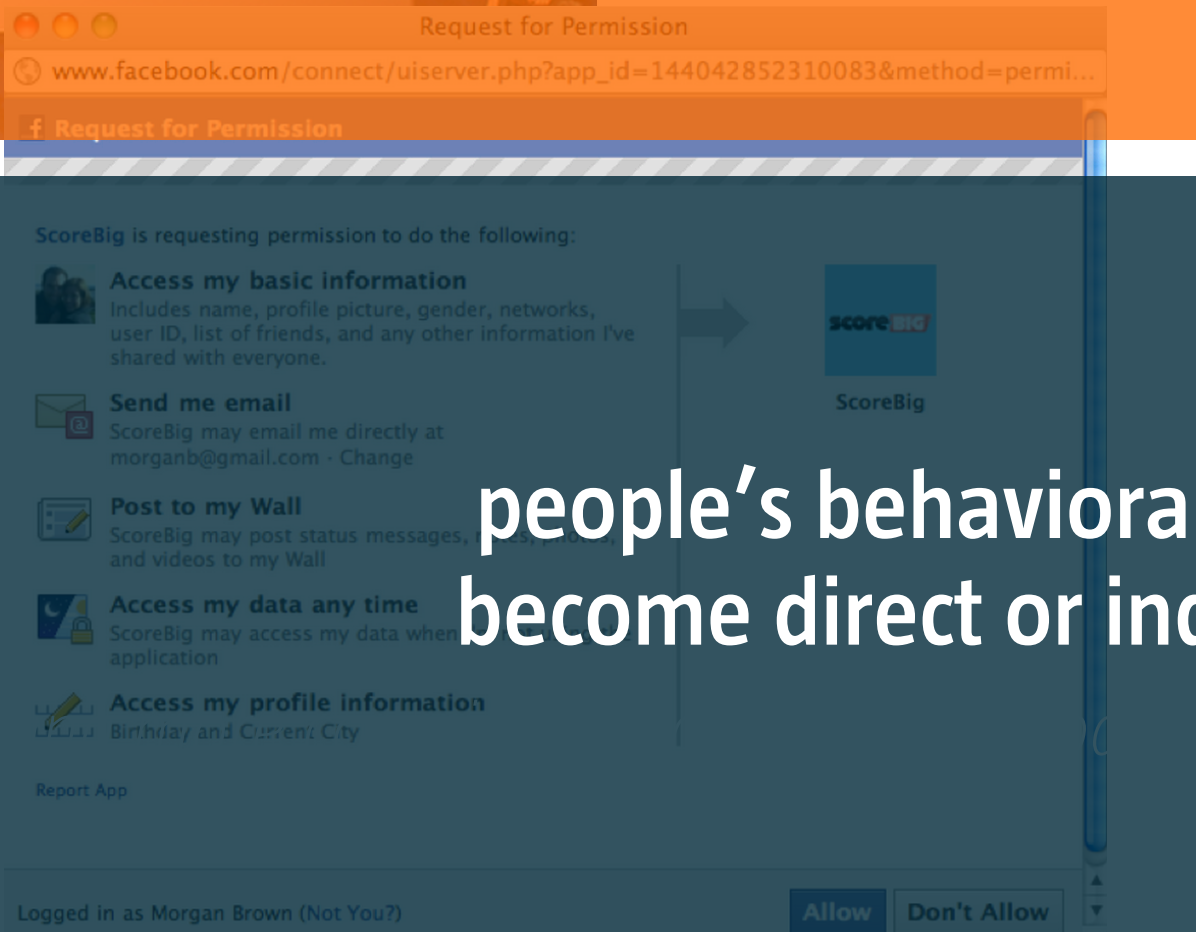 Request for Permission
www.facebook.com/connect/uiserver.php?app_id=144042852310083&method=permi...
f Request for Permission
ScoreBig is requesting permission to do the following:
Access my basic information
Includes name, profile picture, gender, networks,
user ID, list of friends, and any other information I've
shared with everyone.
score BIG
ScoreBig
Send me email
ScoreBig may email me directly at
morganb@gmail.com · Change
Post to my Wall
ScoreBig may post status messages, notes, photos,
and videos to my Wall
people's behaviora
Access my data any time
ScoreBig may access my data when
application
become direct or inc
Access my profile information
Birthday and Current City
Report App
Logged in as Morgan Brown (Not You?)
Allow
Don't Allow